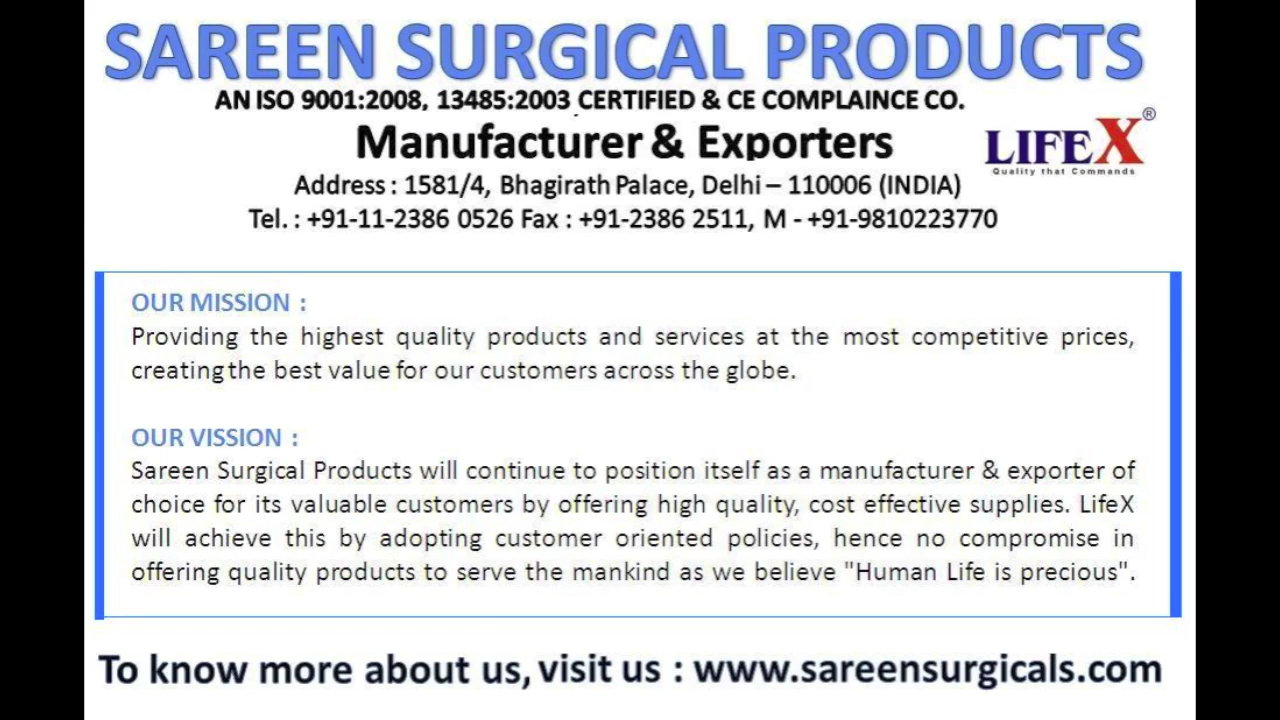 SAREEN SURGICAL PRODUCTS
AN ISO 9001:2008, 13485:2003 CERTIFIED & CE COMPLAINCE CO.
Manufacturer & Exporters
LIFEX®
Quality that Commands
Address : 1581/4, Bhagirath Palace, Delhi – 110006 (INDIA)
Tel. : +91-11-2386 0526 Fax : +91-2386 2511, M - +91-9810223770
OUR MISSION :
Providing the highest quality products and services at the most competitive prices,
creating the best value for our customers across the globe.
OUR VISSION :
Sareen Surgical Products will continue to position itself as a manufacturer & exporter of
choice for its valuable customers by offering high quality, cost effective supplies. LifeX
will achieve this by adopting customer oriented policies, hence no compromise in
offering quality products to serve the mankind as we believe "Human Life is precious".
To know more about us, visit us : www.sareensurgicals.com